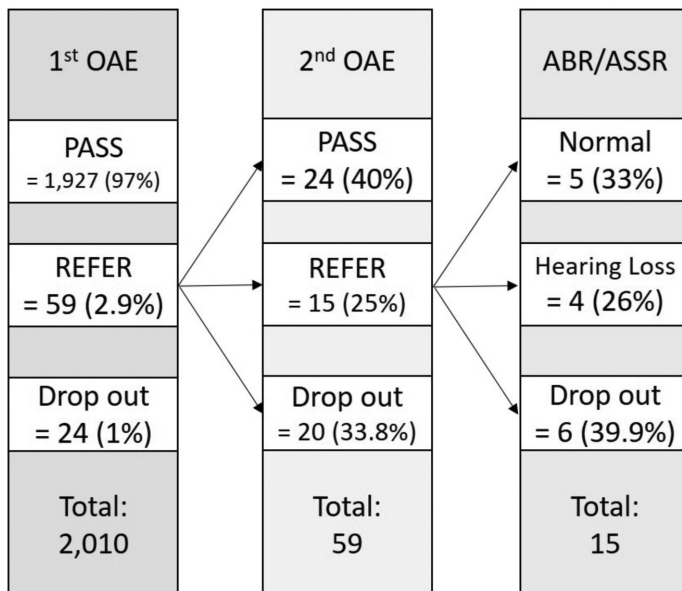 1st OAE
PASS
= 1,927 (97%)
REFER
= 59 (2.9%)
Drop out
= 24 (1%)
Total:
2,010
2nd OAE
PASS
= 24 (40%)
REFER
= 15 (25%)
Drop out
= 20 (33.8%)
Total:
59
ABR/ASSR
Normal
= 5 (33%)
Hearing Loss
= 4 (26%)
Drop out
= 6 (39.9%)
Total:
15